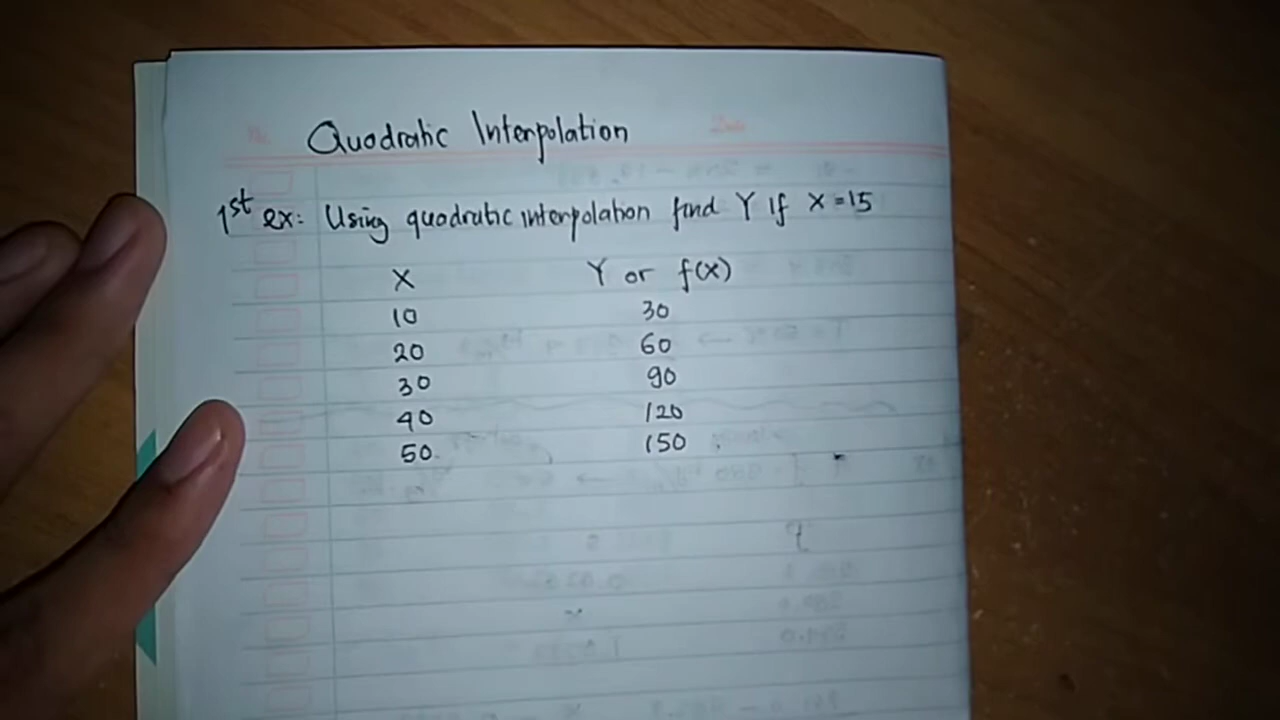 Quadratic Interpolation
1st ex: Using quadratic interpolation find Y If X=15
X Y or f(x)
10 30
20 60
30 90
40 120
50 150